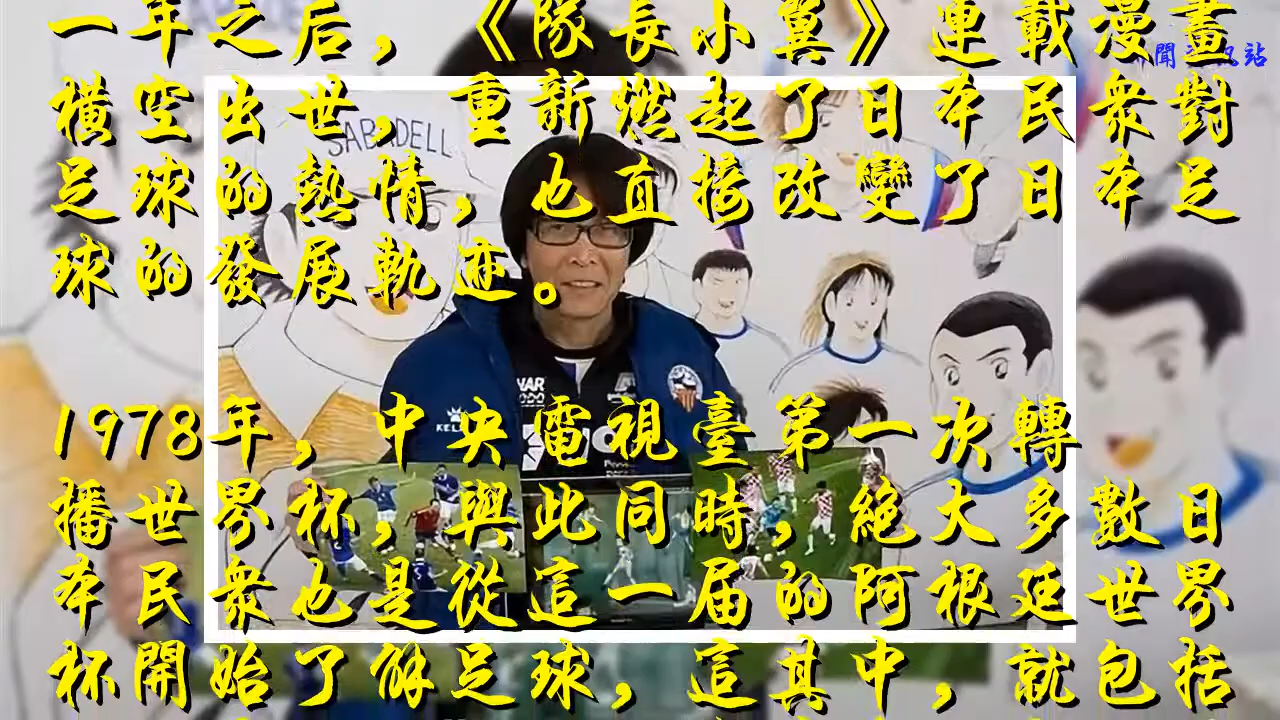 一年之后，《隊長小翼》連載漫畫
聞 站
橫空出世，重新燃起了日本民衆對
足球的熱情，也直接改變了日本足
球的發展軌迹。
SABADELL
1978年，中央電視臺第一次轉
播世界杯，與此同時，絕大多數日
本民衆也是從這一届的阿根廷世界
杯開始了解足球，這其中，就包括